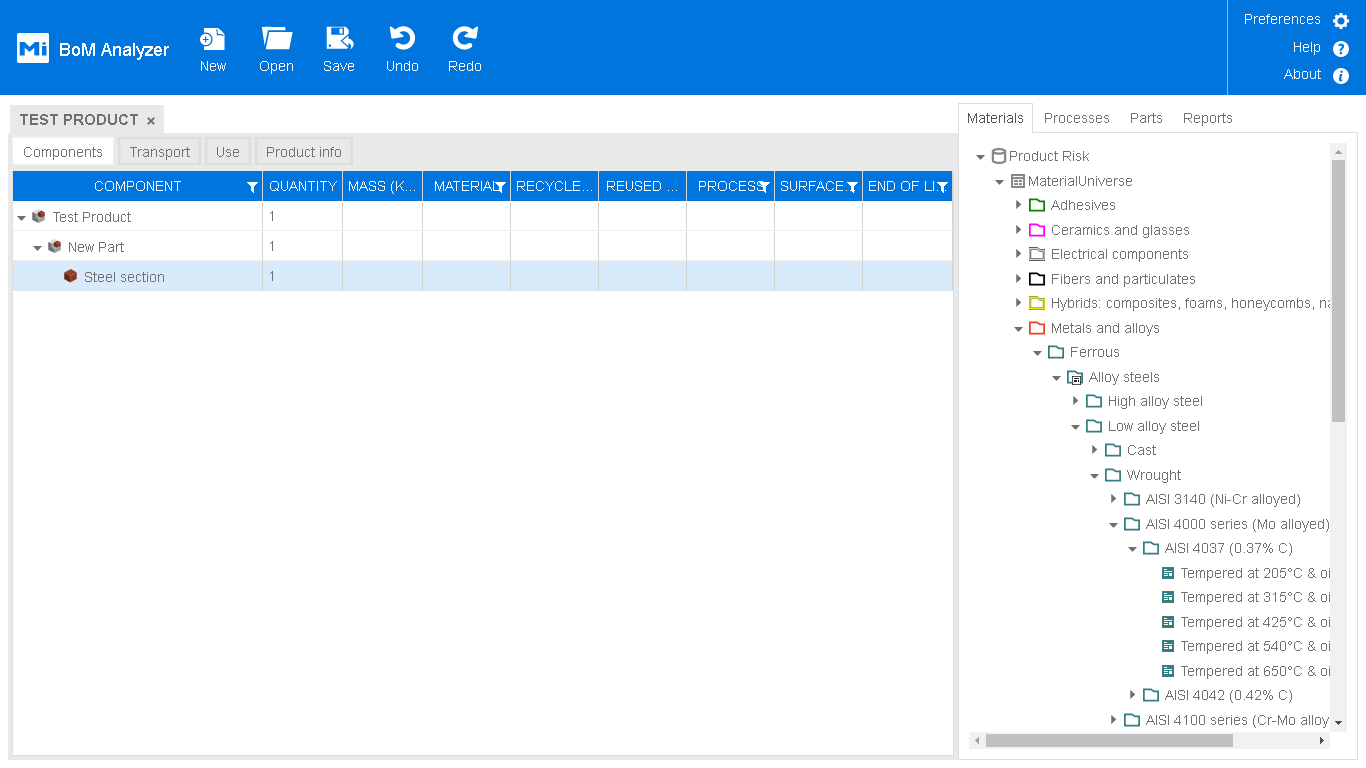 Mi BoM Analyzer New Open Save Undo Redo
Preferences
Help
About
TEST PRODUCT ×
Components Transport Use Product info
COMPONENT QUANTITY MASS (K... MATERIAL RECYCLE... REUSED ... PROCESS SURFACE END OF LI
Test Product 1
New Part 1
Steel section 1
Materials Processes Parts Reports
Product Risk
MaterialUniverse
Adhesives
Ceramics and glasses
Electrical components
Fibers and particulates
Hybrids: composites, foams, honeycombs, na
Metals and alloys
Ferrous
Alloy steels
High alloy steel
Low alloy steel
Cast
Wrought
AISI 3140 (Ni-Cr alloyed)
AISI 4000 series (Mo alloyed)
AISI 4037 (0.37% C)
Tempered at 205°C & oi
Tempered at 315°C & oi
Tempered at 425°C & oi
Tempered at 540°C & oi
Tempered at 650°C & oi
AISI 4042 (0.42% C)
AISI 4100 series (Cr-Mo alloy